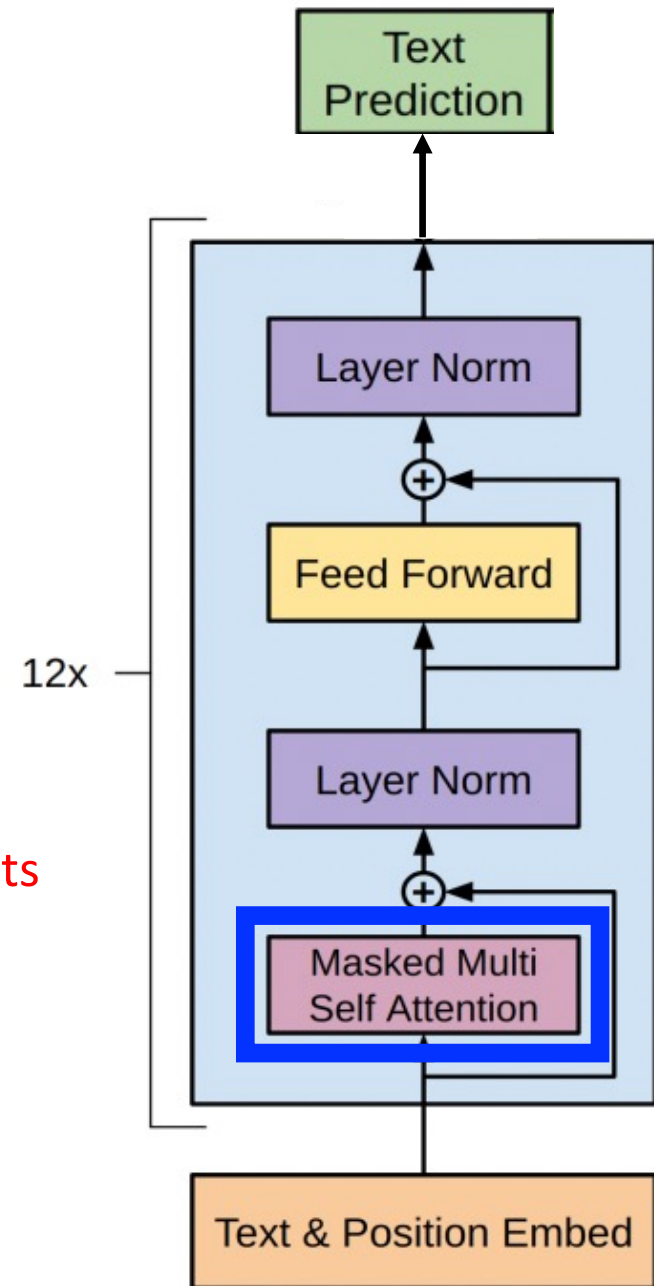 Text
Prediction
Layer Norm
+
Feed Forward
12x
Layer Norm
ts
+
Masked Multi
Self Attention
Text & Position Embed